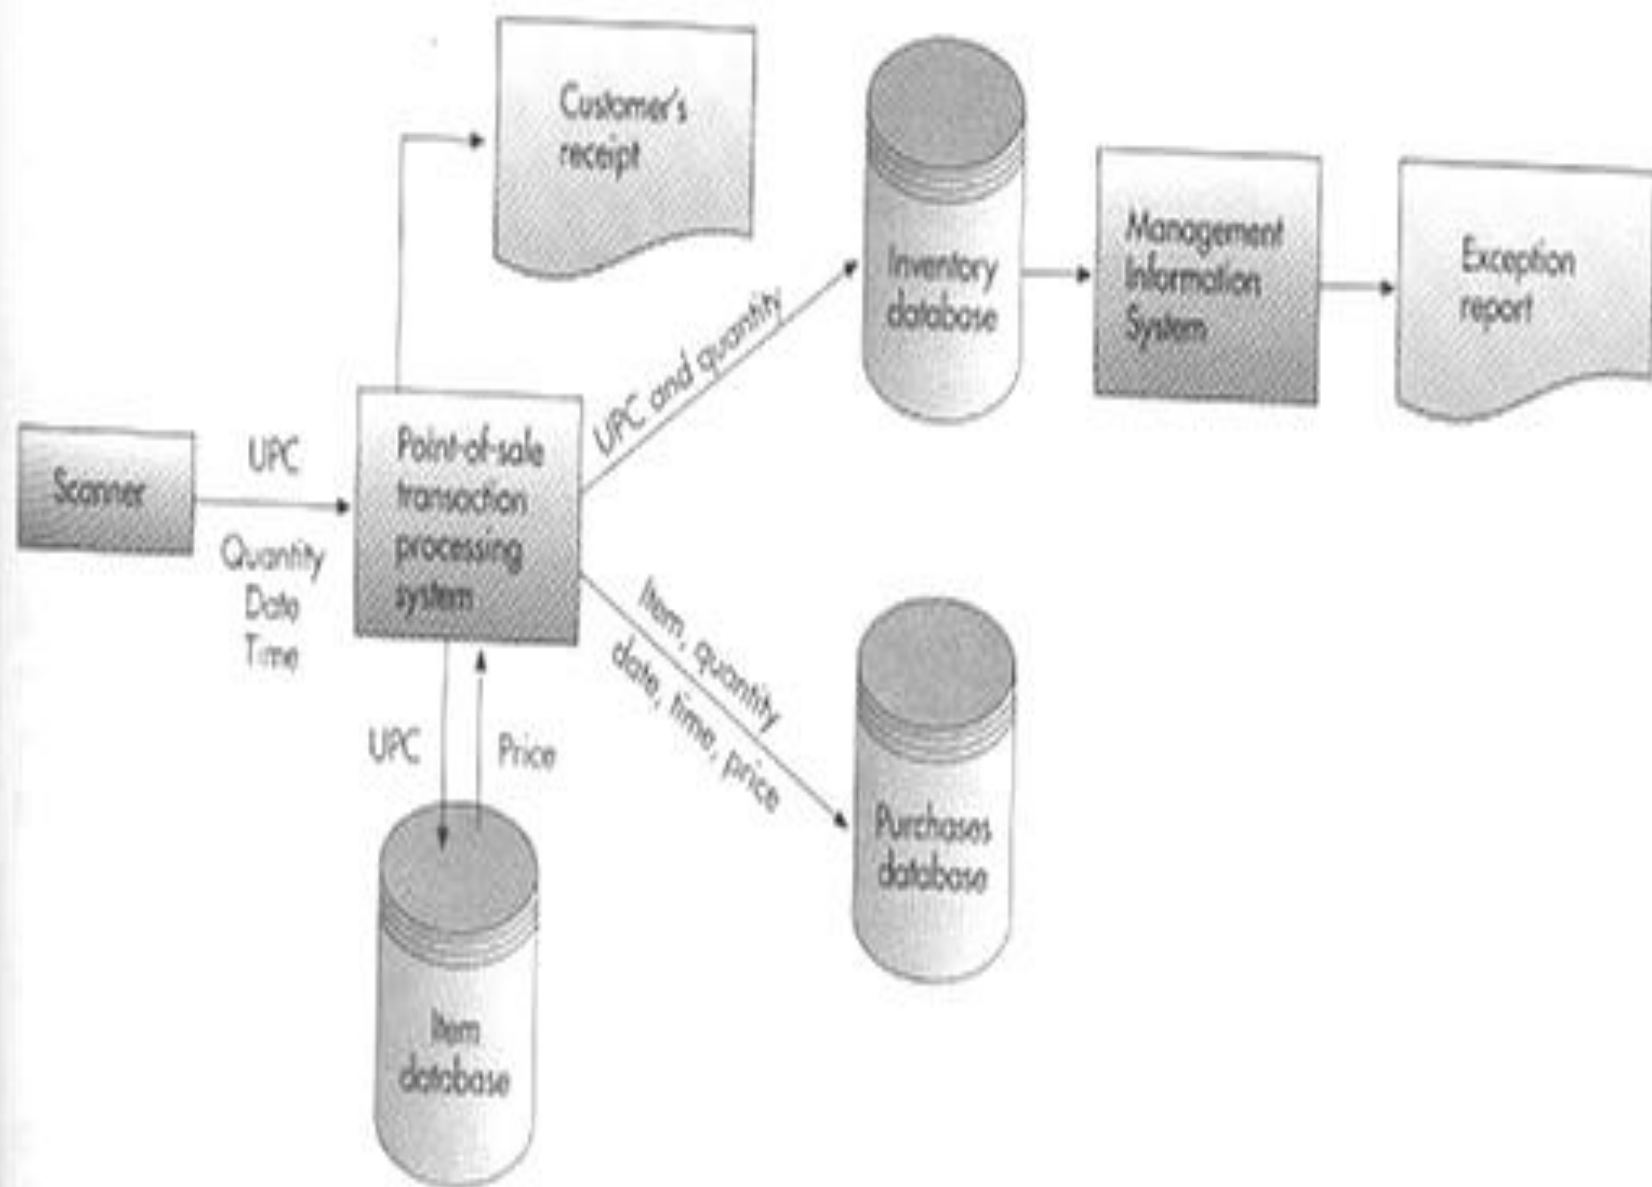 Customer's
receipt
Inventory
database
Management
Information
System
Exception
report
UPC and quantity
Scanner
UPC
Quantity
Date
Time
Point-of-sale
transaction
processing
system
Item, quantity
date, time, price
UPC
Price
Purchases
database
Item
database